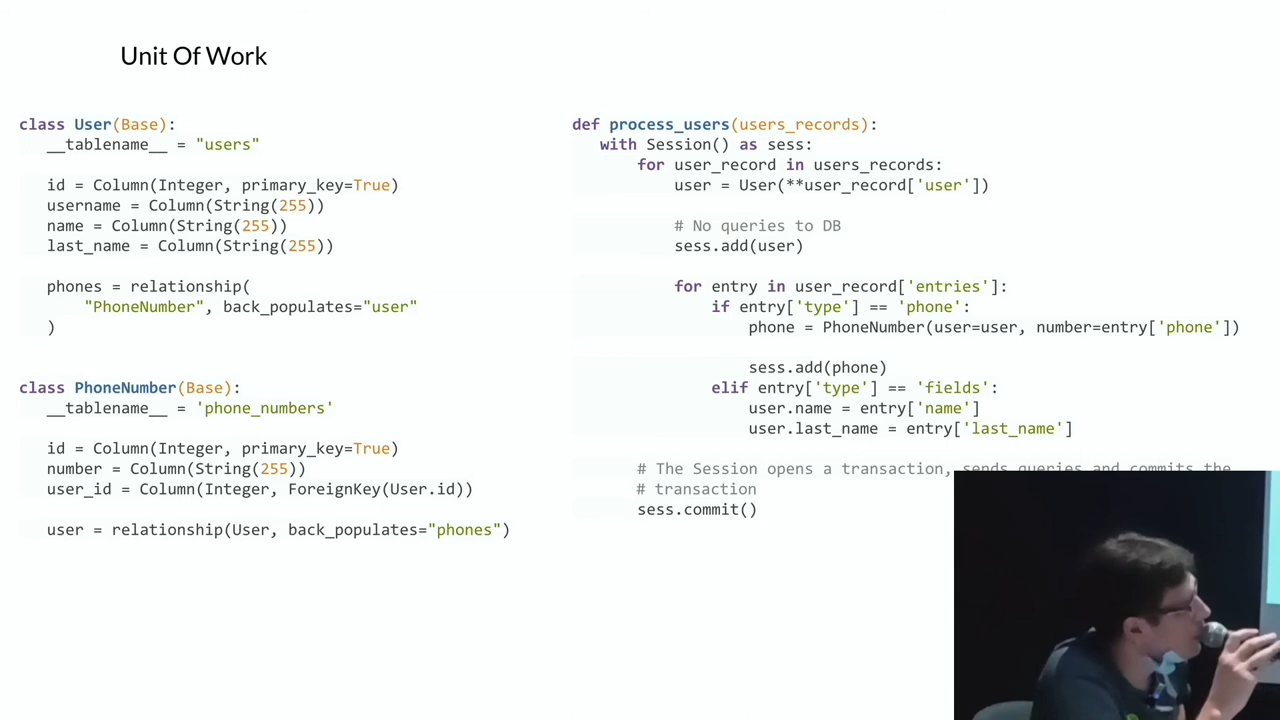 Unit Of Work
class User(Base):
__tablename__ = "users"
id = Column(Integer, primary_key=True)
username = Column(String(255))
name = Column(String(255))
last_name = Column(String(255))
phones = relationship(
"PhoneNumber", back_populates="user"
)
class PhoneNumber(Base):
__tablename__ = 'phone_numbers'
id = Column(Integer, primary_key=True)
number = Column(String(255))
user_id = Column(Integer, ForeignKey(User.id))
user = relationship(User, back_populates="phones")
def process_users(users_records):
with Session() as sess:
for user_record in users_records:
user = User(**user_record['user'])
# No queries to DB
sess.add(user)
for entry in user_record['entries']:
if entry['type'] == 'phone':
phone = PhoneNumber(user=user, number=entry['phone'])
sess.add(phone)
elif entry['type'] == 'fields':
user.name = entry['name']
user.last_name = entry['last_name']
# The Session opens a transaction, sends queries and commits the
# transaction
sess.commit()